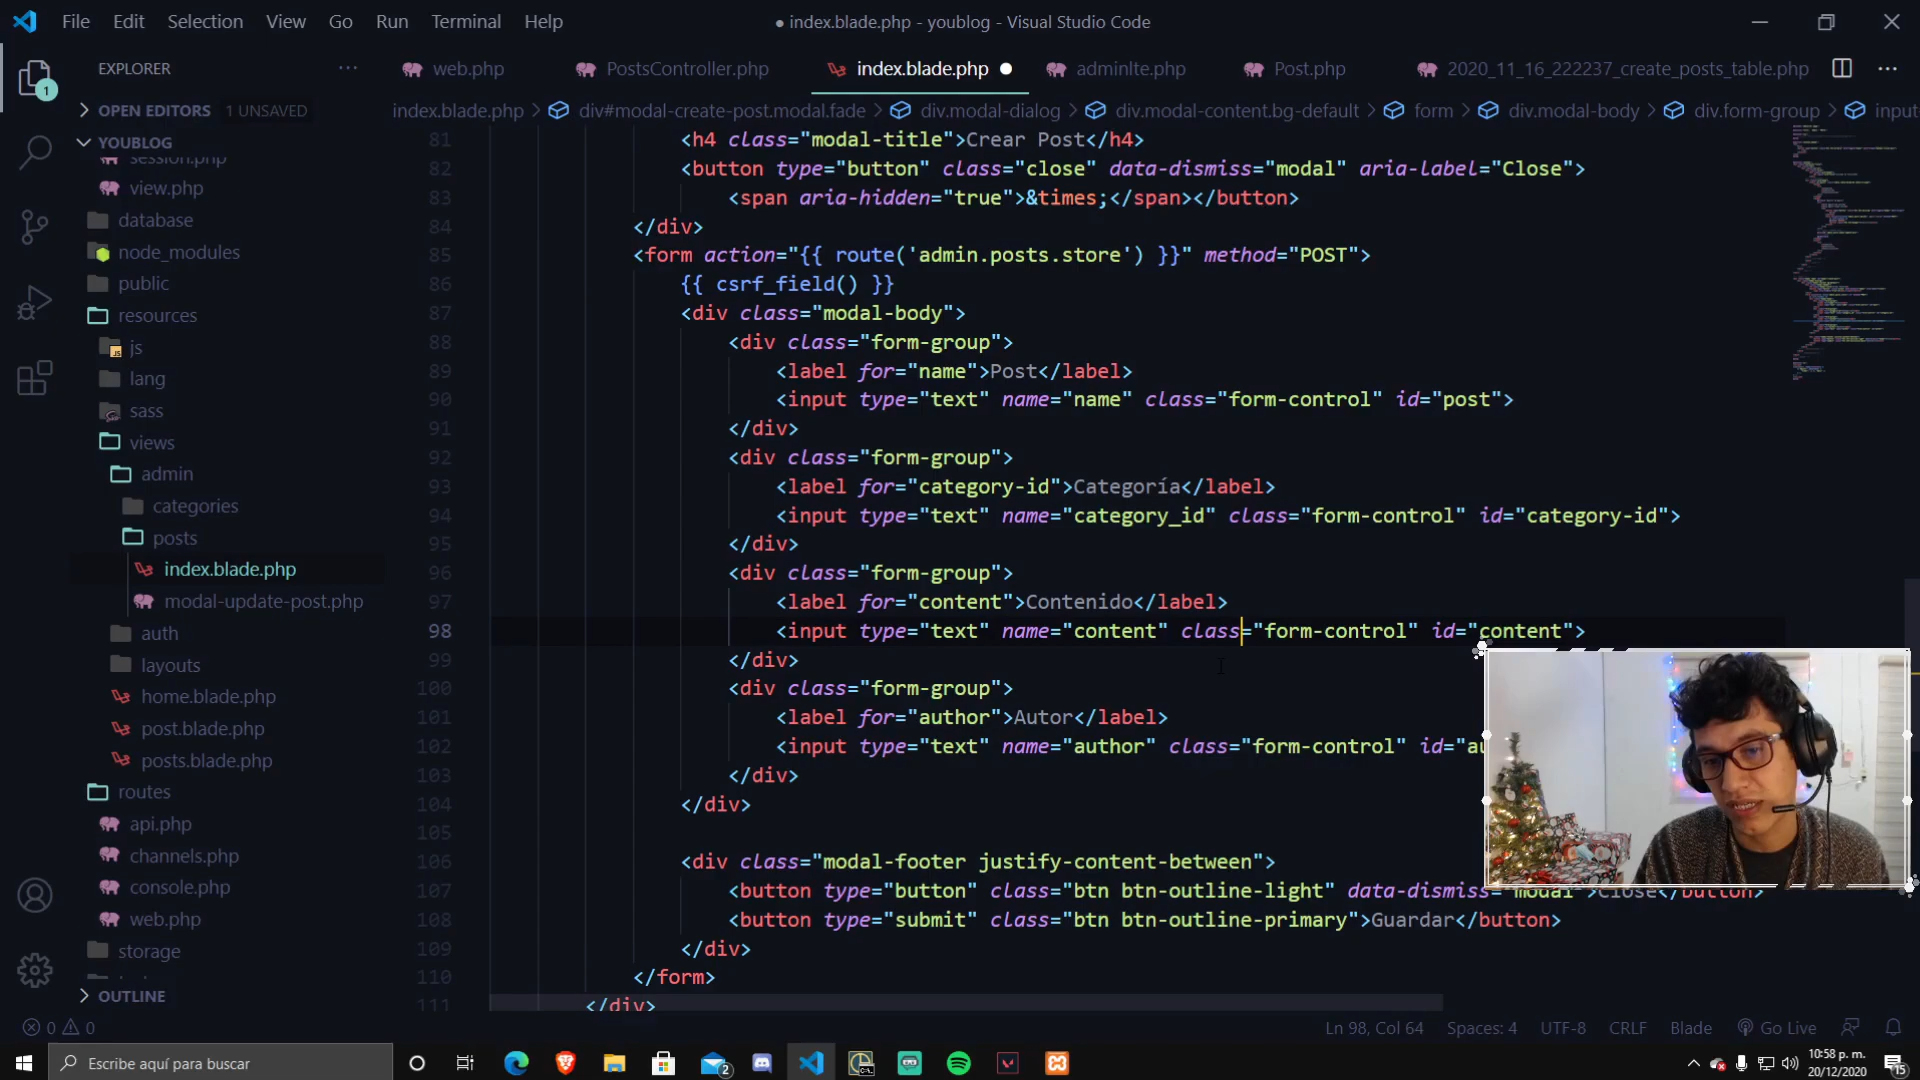 File Edit Selection View Go Run Terminal Help
● index.blade.php - youblog - Visual Studio Code
EXPLORER ···
web.php PostsController.php index.blade.php adminlte.php Post.php 2020_11_16_222237_create_posts_table.php ···
1
OPEN EDITORS 1 UNSAVED
index.blade.php > div#modal-create-post.modal.fade > div.modal-dialog > div.modal-content.bg-default > form > div.modal-body > div.form-group > input
YOUBLOG
session.php
view.php
database
node_modules
public
resources
js
lang
sass
views
admin
categories
posts
index.blade.php
modal-update-post.php
auth
layouts
home.blade.php
post.blade.php
posts.blade.php
routes
api.php
channels.php
console.php
web.php
storage
OUTLINE
81 <h4 class="modal-title">Crear Post</h4>
82 <button type="button" class="close" data-dismiss="modal" aria-label="Close">
83 <span aria-hidden="true">&times;</span></button>
84 </div>
85 <form action="{{ route('admin.posts.store') }}" method="POST">
86 {{ csrf_field() }}
87 <div class="modal-body">
88 <div class="form-group">
89 <label for="name">Post</label>
90 <input type="text" name="name" class="form-control" id="post">
91 </div>
92 <div class="form-group">
93 <label for="category-id">Categoría</label>
94 <input type="text" name="category_id" class="form-control" id="category-id">
95 </div>
96 <div class="form-group">
97 <label for="content">Contenido</label>
98 <input type="text" name="content" class="form-control" id="content">
99 </div>
100 <div class="form-group">
101 <label for="author">Autor</label>
102 <input type="text" name="author" class="form-control" id="au
103 </div>
104 </div>
105
106 <div class="modal-footer justify-content-between">
107 <button type="button" class="btn btn-outline-light" data-dismiss="modal">Close</button>
108 <button type="submit" class="btn btn-outline-primary">Guardar</button>
109 </div>
110 </form>
111 </div>
0 0
Ln 98, Col 64 Spaces: 4 UTF-8 CRLF Blade Go Live
Escribe aquí para buscar
2
10:58 p. m.
20/12/2020
15